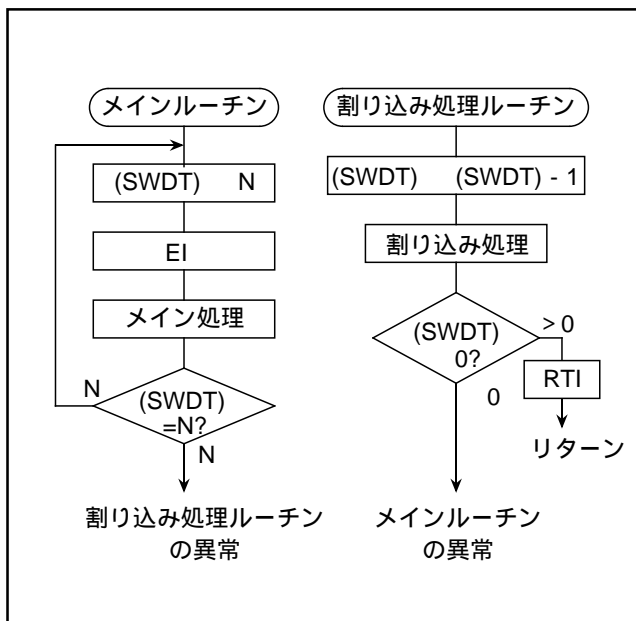 メインルーチン
(SWDT) N
EI
メイン処理
(SWDT)
=N?
N
N
割り込み処理ルーチン
の異常
割り込み処理ルーチン
(SWDT) (SWDT) - 1
割り込み処理
(SWDT)
0?
> 0
RTI
リターン
0
メインルーチン
の異常